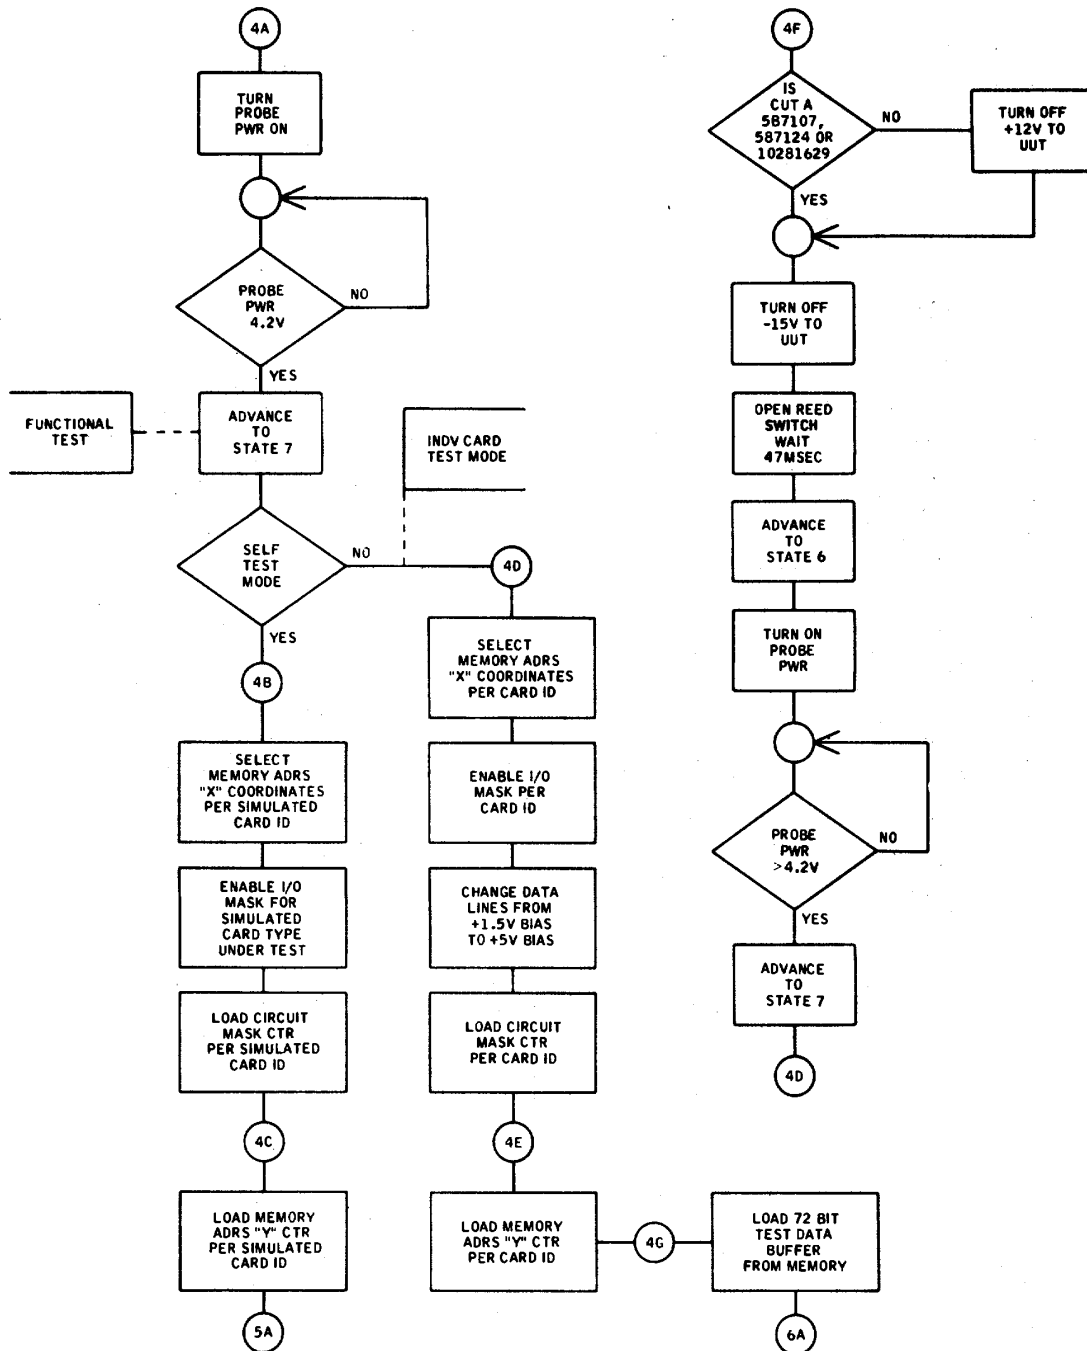 4A
TURN
PROBE
PWR ON
PROBE
PWR
4.2V
NO
YES
FUNCTIONAL
TEST
ADVANCE
TO
STATE 7
INDV CARD
TEST MODE
SELF
TEST
MODE
NO
YES
4B
SELECT
MEMORY ADRS
"X" COORDINATES
PER SIMULATED
CARD ID
ENABLE I/O
MASK FOR
SIMULATED
CARD TYPE
UNDER TEST
LOAD CIRCUIT
MASK CTR
PER SIMULATED
CARD ID
4C
LOAD MEMORY
ADRS "Y" CTR
PER SIMULATED
CARD ID
5A
4D
SELECT
MEMORY ADRS
"X" COORDINATES
PER CARD ID
ENABLE I/O
MASK PER
CARD ID
CHANGE DATA
LINES FROM
+1.5V BIAS
TO +5V BIAS
LOAD CIRCUIT
MASK CTR
PER CARD ID
4E
LOAD MEMORY
ADRS "Y" CTR
PER CARD ID
4G
LOAD 72 BIT
TEST DATA
BUFFER
FROM MEMORY
6A
4F
IS
CUT A
587107,
587124 OR
10281629
NO
TURN OFF
+12V TO
UUT
YES
TURN OFF
-15V TO
UUT
OPEN REED
SWITCH
WAIT
47MSEC
ADVANCE
TO
STATE 6
TURN ON
PROBE
PWR
PROBE
PWR
>4.2V
NO
YES
ADVANCE
TO
STATE 7
4D